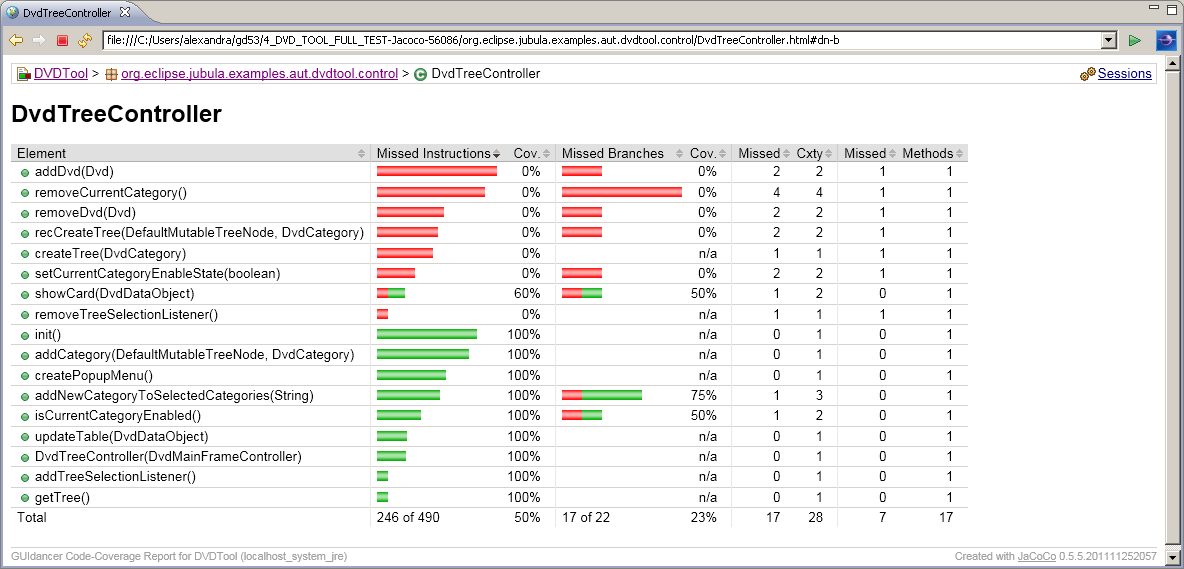 DvdTreeController
file:///C:/Users/alexandra/gd53/4_DVD_TOOL_FULL_TEST-Jacoco-56086/org.eclipse.jubula.examples.aut.dvdtool.control/DvdTreeController.html#dn-b
DVDTool > org.eclipse.jubula.examples.aut.dvdtool.control > DvdTreeController Sessions
DvdTreeController
Element Missed Instructions Cov. Missed Branches Cov. Missed Cxty Missed Methods
addDvd(Dvd) 0% 0% 2 2 1 1
removeCurrentCategory() 0% 0% 4 4 1 1
removeDvd(Dvd) 0% 0% 2 2 1 1
recCreateTree(DefaultMutableTreeNode, DvdCategory) 0% 0% 2 2 1 1
createTree(DvdCategory) 0% n/a 1 1 1 1
setCurrentCategoryEnableState(boolean) 0% 0% 2 2 1 1
showCard(DvdDataObject) 60% 50% 1 2 0 1
removeTreeSelectionListener() 0% n/a 1 1 1 1
init() 100% n/a 0 1 0 1
addCategory(DefaultMutableTreeNode, DvdCategory) 100% n/a 0 1 0 1
createPopupMenu() 100% n/a 0 1 0 1
addNewCategoryToSelectedCategories(String) 100% 75% 1 3 0 1
isCurrentCategoryEnabled() 100% 50% 1 2 0 1
updateTable(DvdDataObject) 100% n/a 0 1 0 1
DvdTreeController(DvdMainFrameController) 100% n/a 0 1 0 1
addTreeSelectionListener() 100% n/a 0 1 0 1
getTree() 100% n/a 0 1 0 1
Total 246 of 490 50% 17 of 22 23% 17 28 7 17
GUIdancer Code-Coverage Report for DVDTool (localhost_system_jre) Created with JaCoCo 0.5.5.201111252057